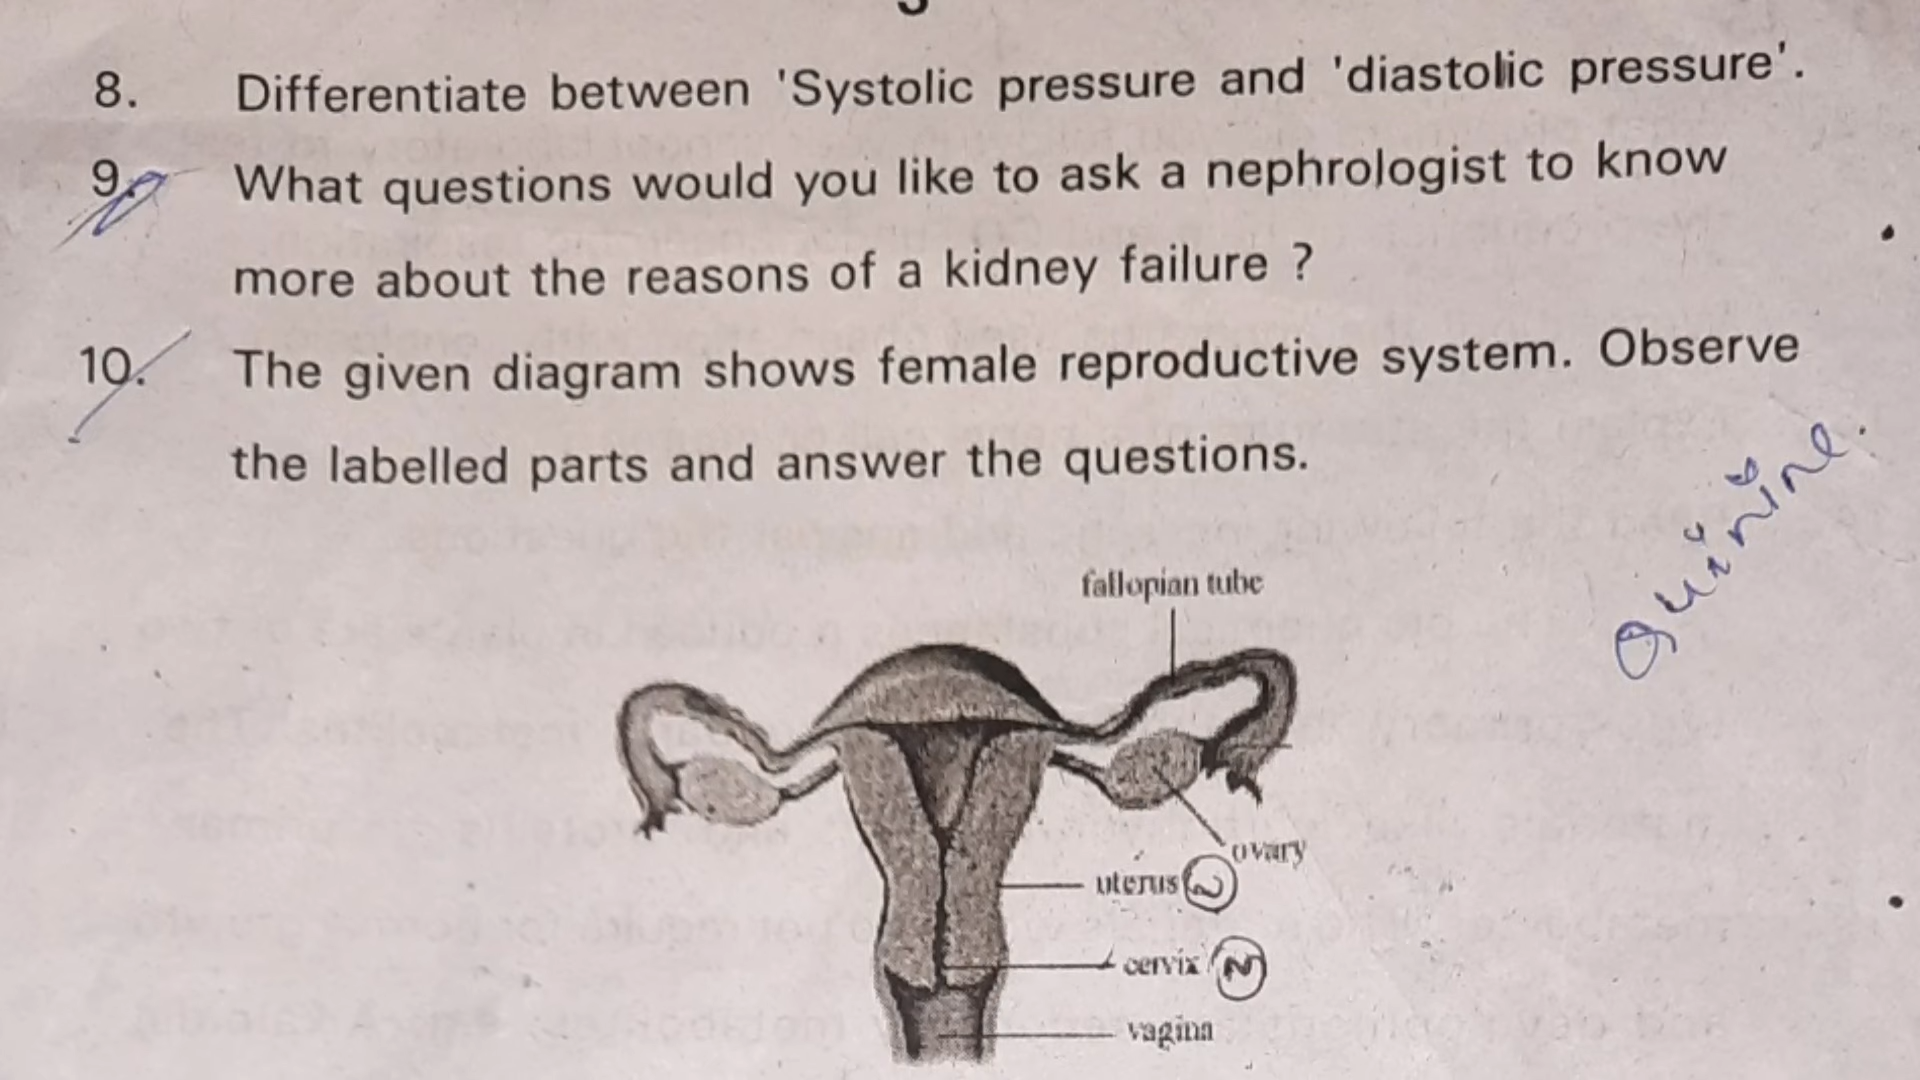 8. Differentiate between 'Systolic pressure and 'diastolic pressure'.
9. What questions would you like to ask a nephrologist to know
more about the reasons of a kidney failure ?
10. The given diagram shows female reproductive system. Observe
the labelled parts and answer the questions.
Quinine.
fallopian tube
ovary
uterus
cervix
vagina